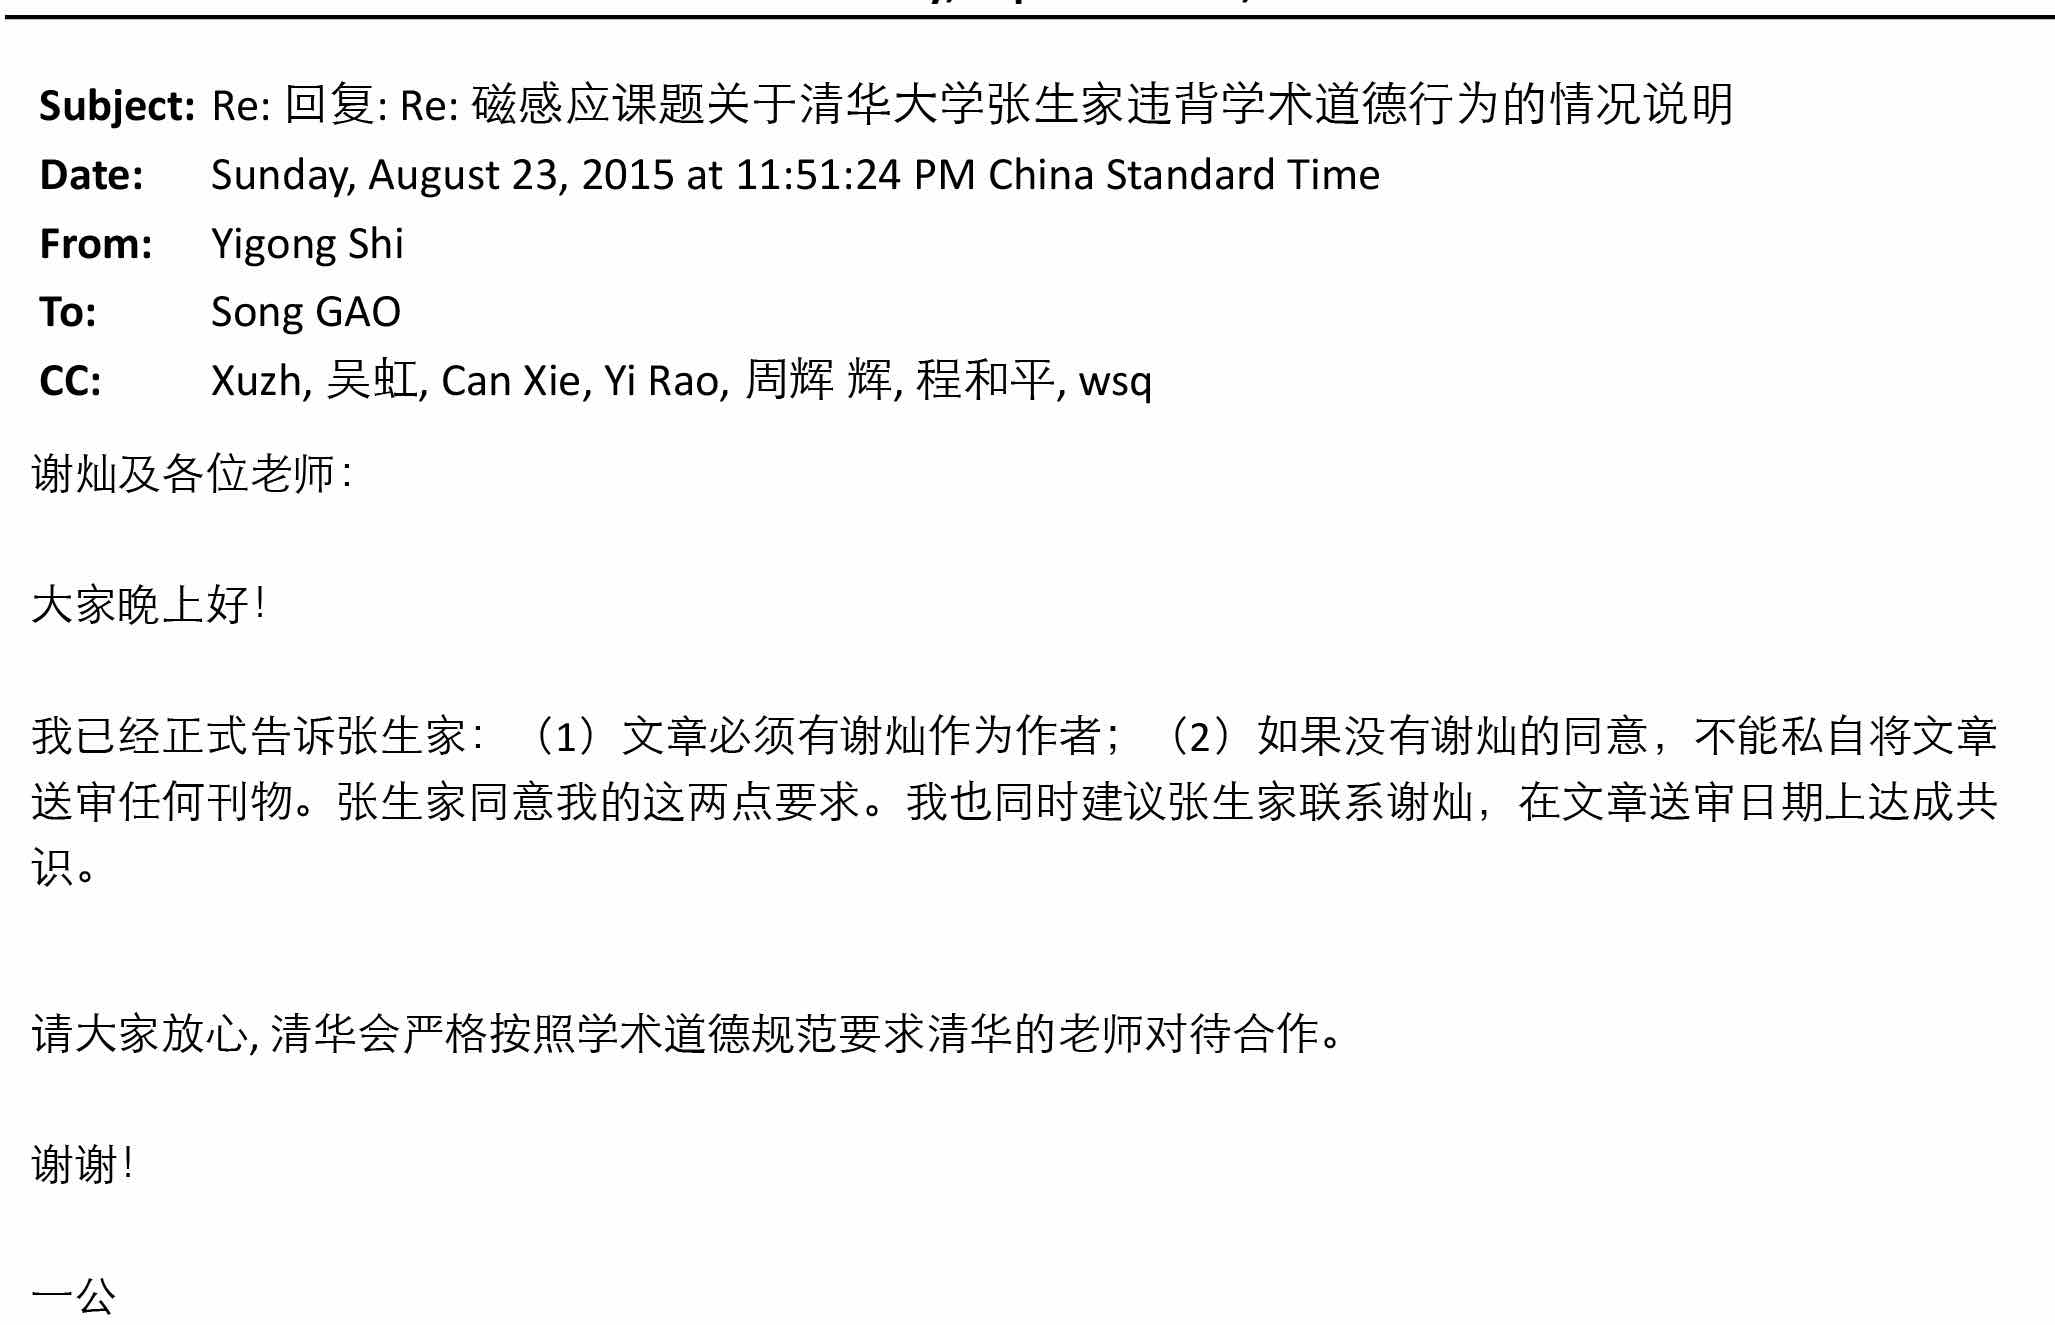 Subject: Re: 回复: Re: 磁感应课题关于清华大学张生家违背学术道德行为的情况说明
Date: Sunday, August 23, 2015 at 11:51:24 PM China Standard Time
From: Yigong Shi
To: Song GAO
CC: Xuzh, 吴虹, Can Xie, Yi Rao, 周辉 辉, 程和平, wsq
谢灿及各位老师：
大家晚上好！
我已经正式告诉张生家：（1）文章必须有谢灿作为作者；（2）如果没有谢灿的同意，不能私自将文章
送审任何刊物。张生家同意我的这两点要求。我也同时建议张生家联系谢灿，在文章送审日期上达成共
识。
请大家放心, 清华会严格按照学术道德规范要求清华的老师对待合作。
谢谢！
一公